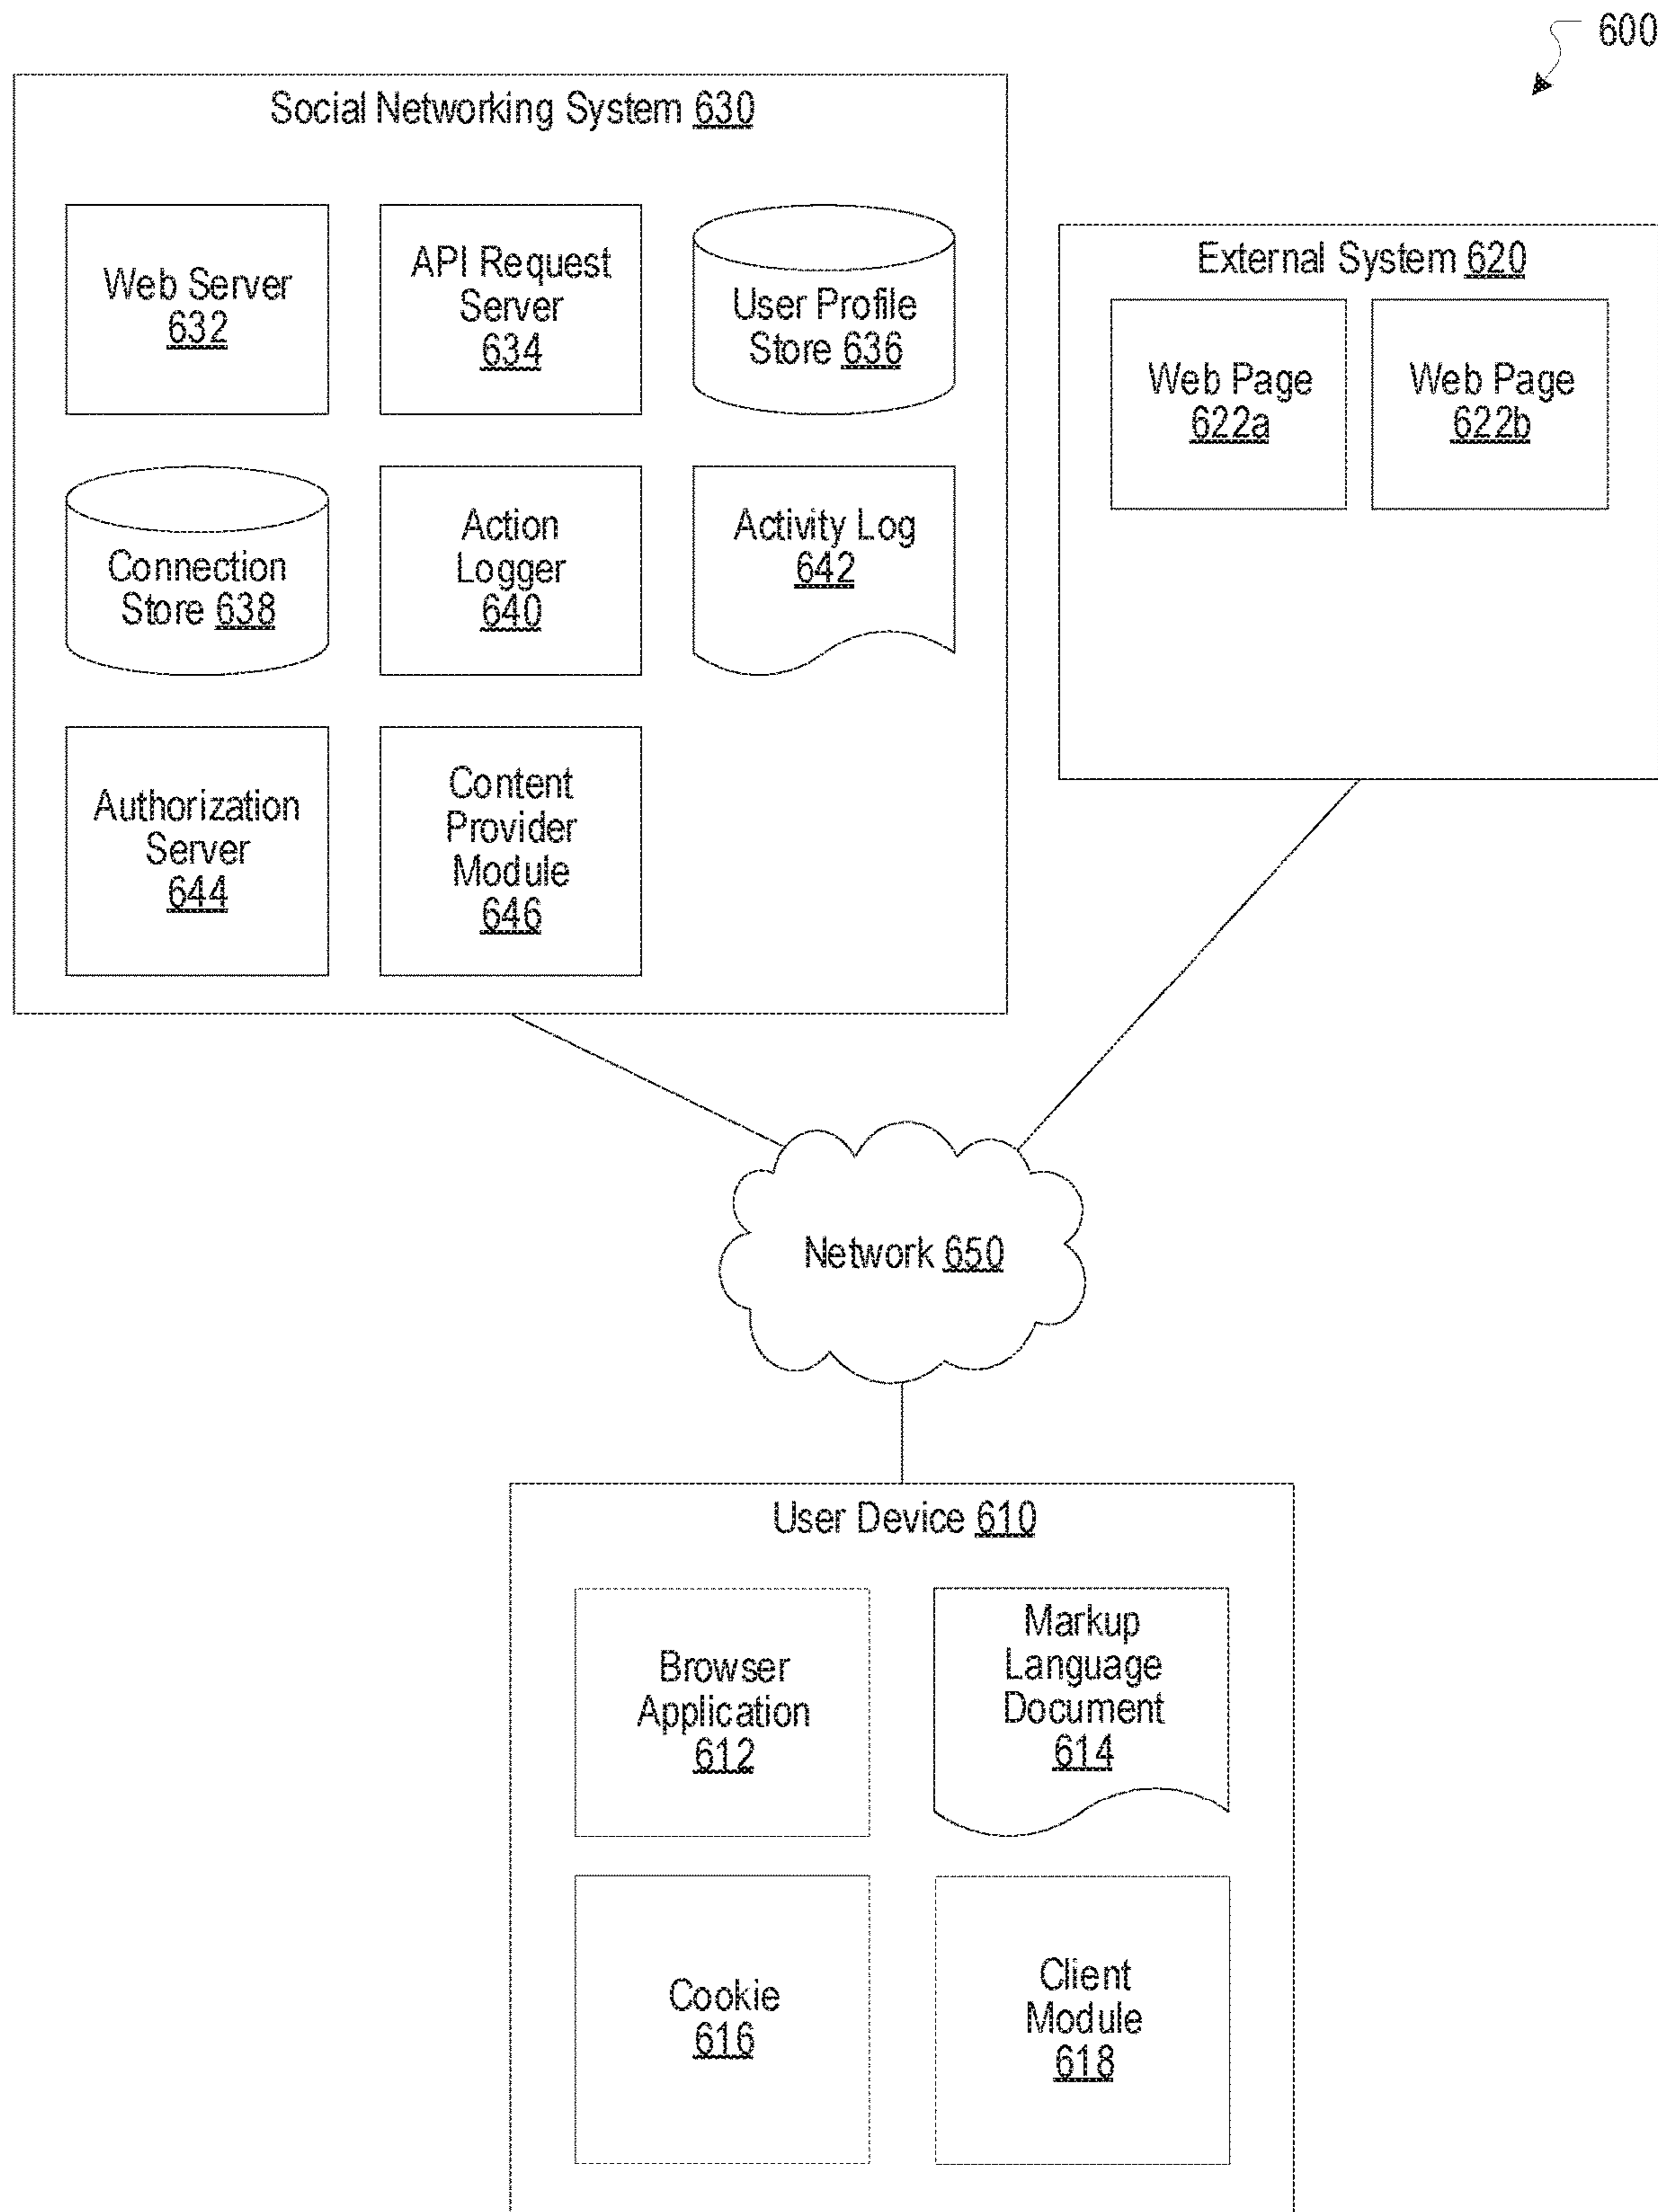 600
Social Networking System 630
Web Server
632
API Request
Server
634
User Profile
Store 636
External System 620
Web Page
622a
Web Page
622b
Connection
Store 638
Action
Logger
640
Activity Log
642
Authorization
Server
644
Content
Provider
Module
646
Network 650
User Device 610
Browser
Application
612
Markup
Language
Document
614
Cookie
616
Client
Module
618